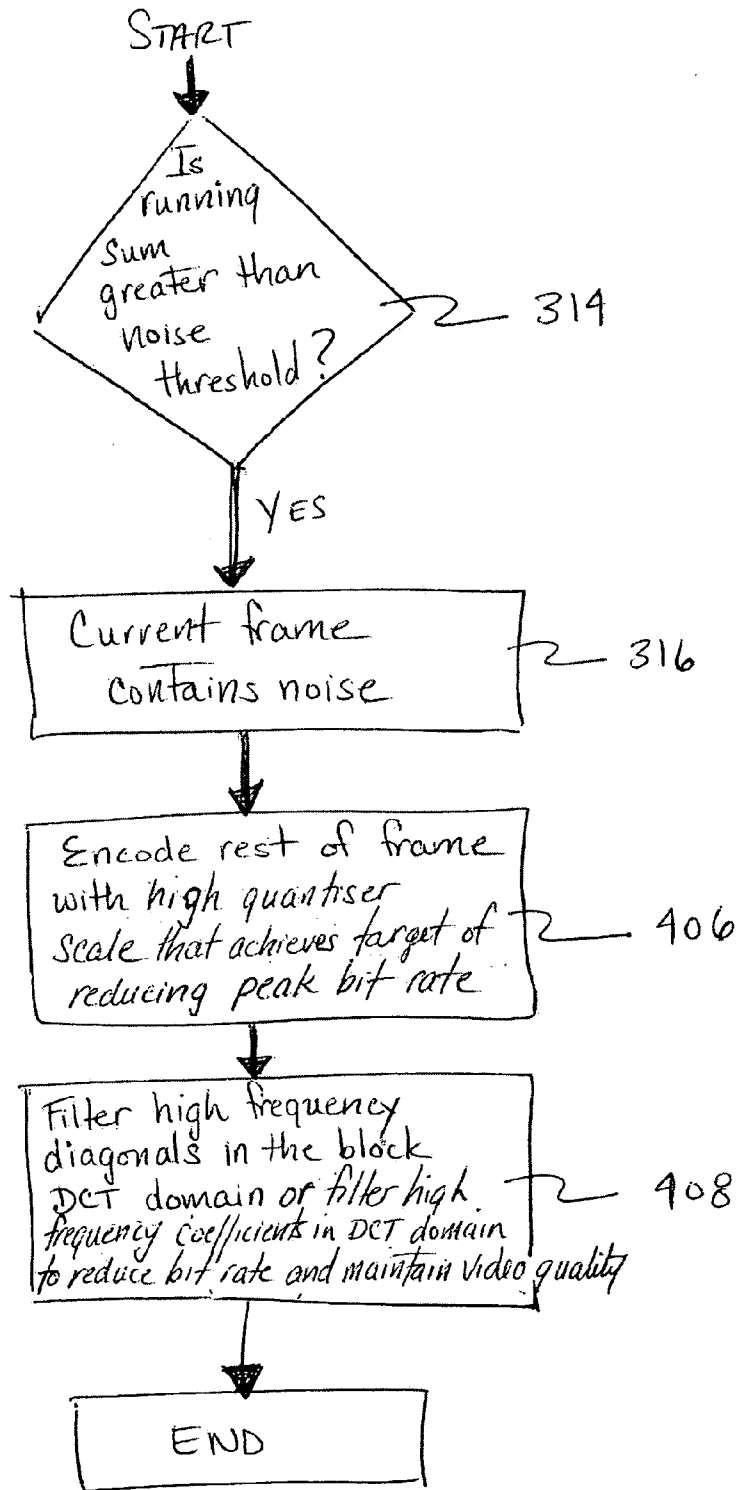 START
Is
running
sum
greater than
noise
threshold?
314
YES
Current frame
contains noise
316
Encode rest of frame
with high quantiser
scale that achieves target of
reducing peak bit rate
406
Filter high frequency
diagonals in the block
DCT domain or filter high
frequency coefficients in DCT domain
to reduce bit rate and maintain video quality
408
END